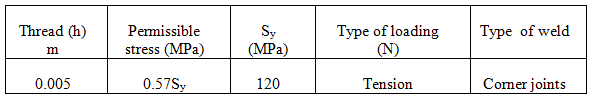 Thread (h) m
Permissible stress (MPa)
Sy (MPa)
Type of loading (N)
Type of weld
0.005
0.57Sy
120
Tension
Corner joints